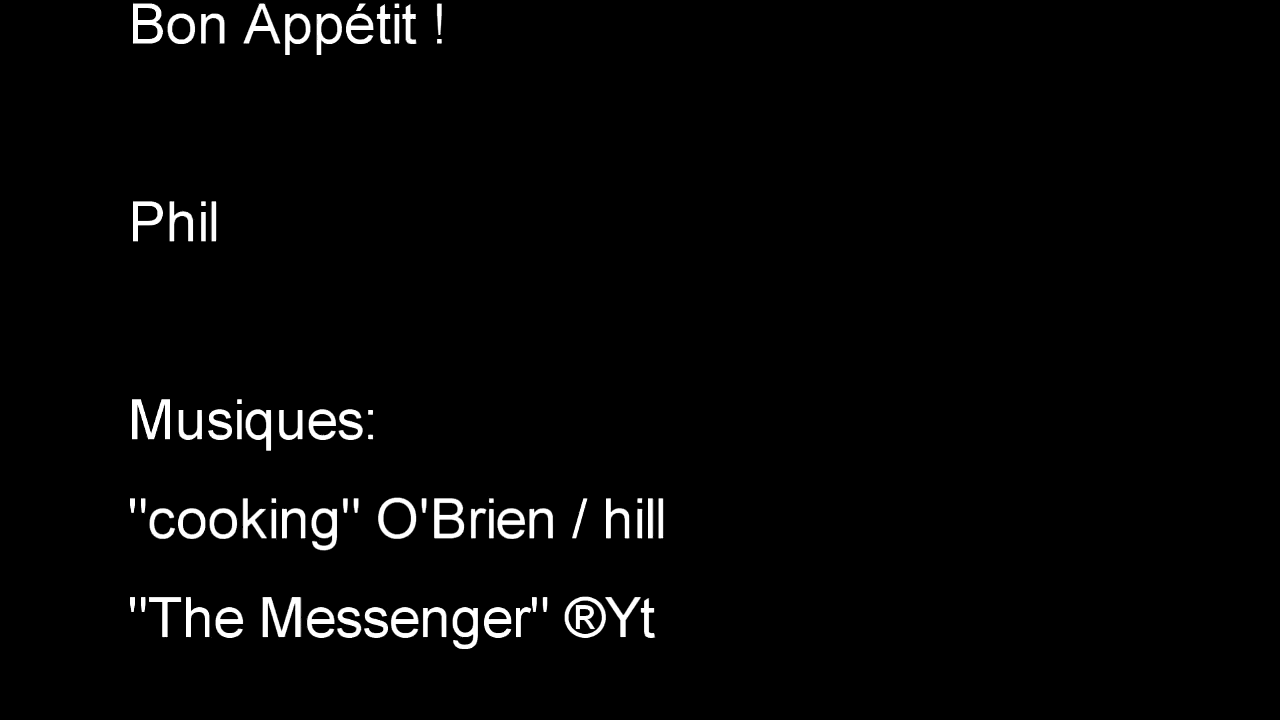 Bon Appétit !
Phil
Musiques:
"cooking" O'Brien / hill
"The Messenger" ®Yt